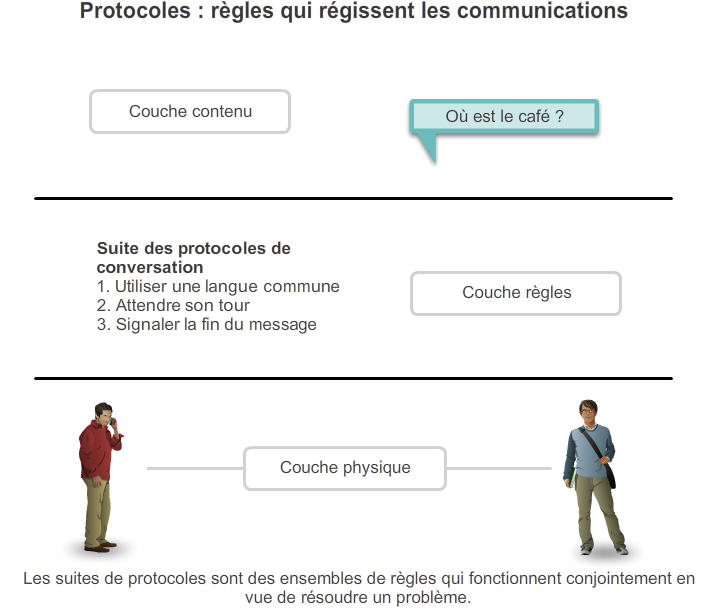 Protocoles : règles qui régissent les communications
Couche contenu
Où est le café ?
Suite des protocoles de
conversation
1. Utiliser une langue commune
2. Attendre son tour
3. Signaler la fin du message
Couche règles
Couche physique
Les suites de protocoles sont des ensembles de règles qui fonctionnent conjointement en
vue de résoudre un problème.